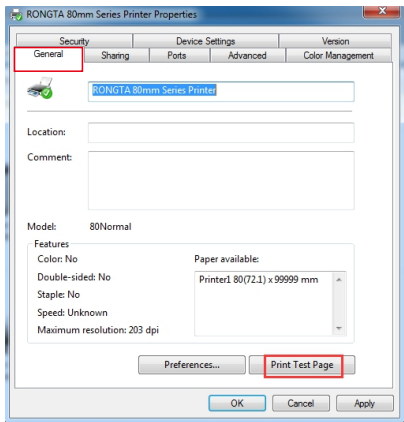 RONGTA 80mm Series Printer Properties
Security Device Settings Version
General Sharing Ports Advanced Color Management
RONGTA 80mm Series Printer
Location:
Comment:
Model: 80Normal
Features
Color: No Paper available:
Double-sided: No Printer1 80(72.1) x 99999 mm
Staple: No
Speed: Unknown
Maximum resolution: 203 dpi
Preferences... Print Test Page
OK Cancel Apply